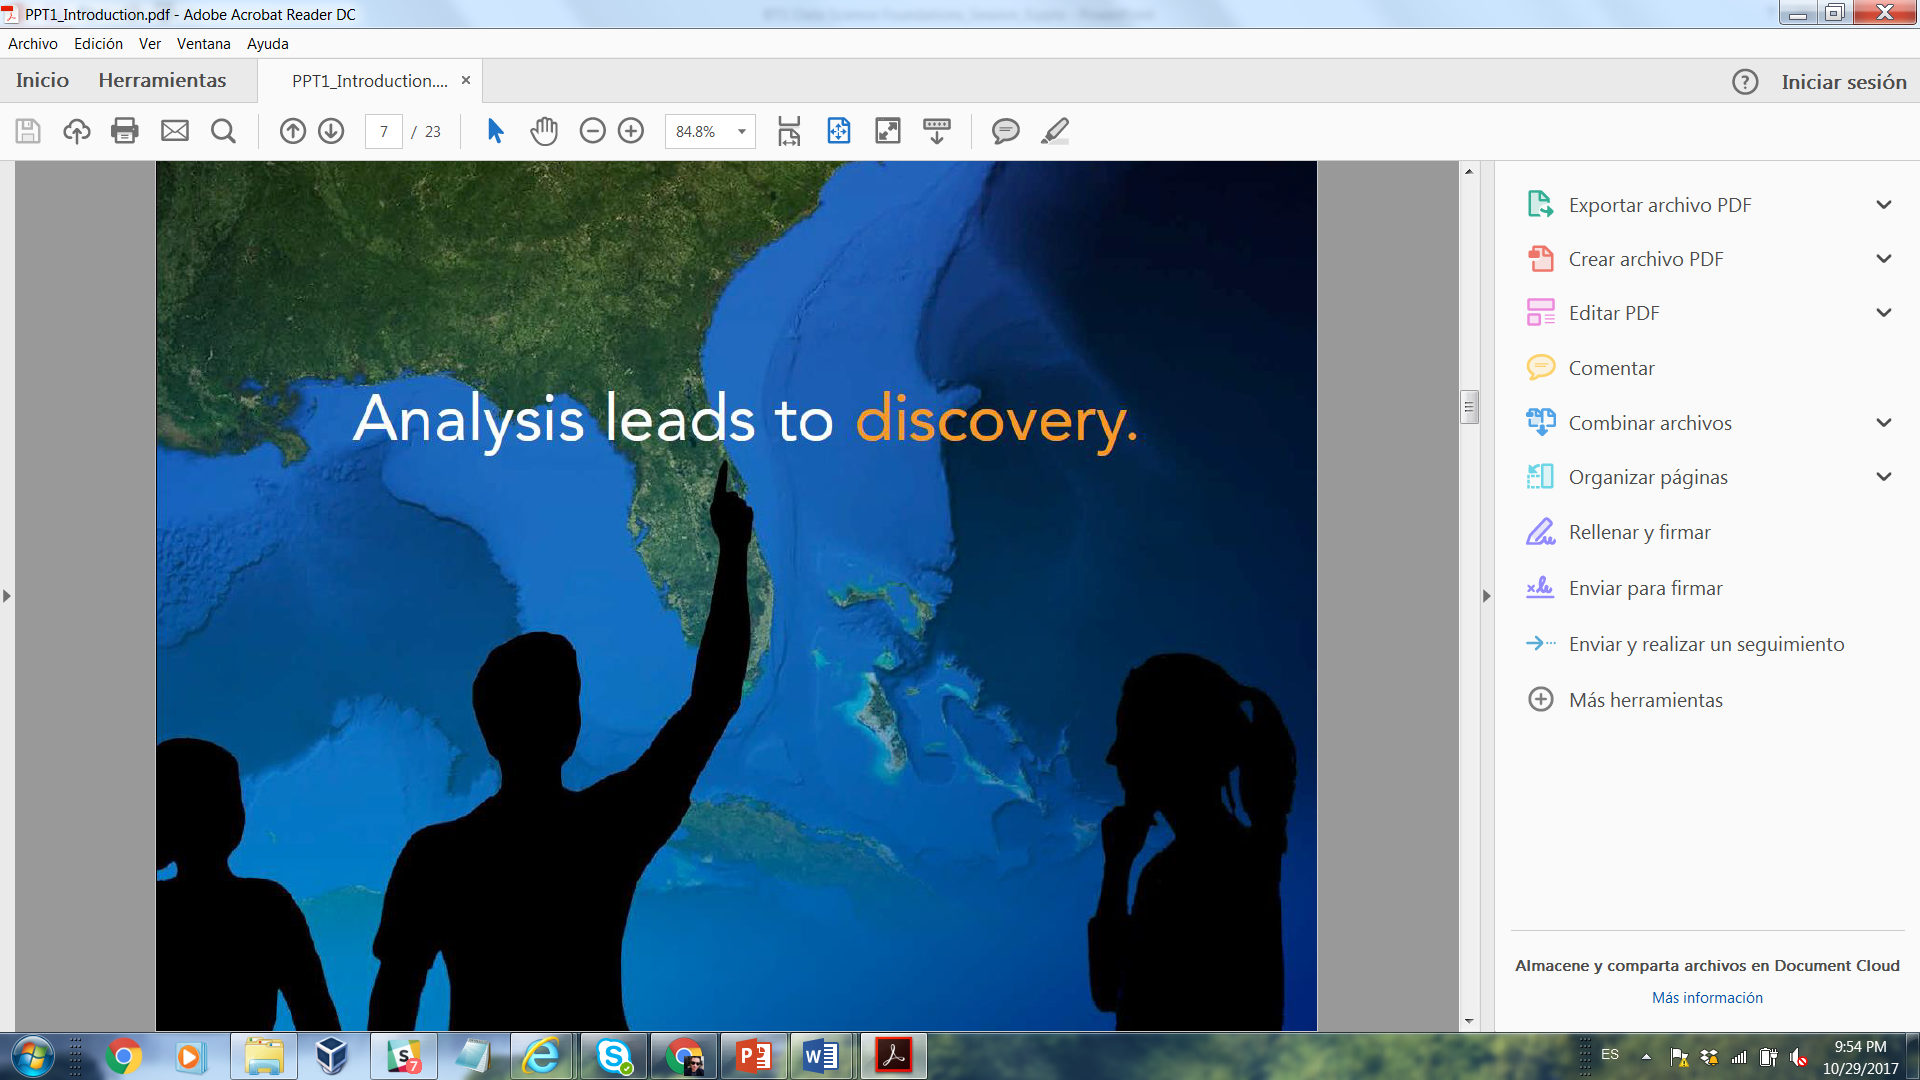 PPT1_Introduction.pdf - Adobe Acrobat Reader DC
Archivo Edición Ver Ventana Ayuda
Inicio Herramientas PPT1_Introduction.... × ? Iniciar sesión
7 / 23 84.8%
Analysis leads to discovery.
Exportar archivo PDF
Crear archivo PDF
Editar PDF
Comentar
Combinar archivos
Organizar páginas
Rellenar y firmar
Enviar para firmar
Enviar y realizar un seguimiento
Más herramientas
Almacene y comparta archivos en Document Cloud
Más información
S 7 S P W ES 9:54 PM
10/29/2017